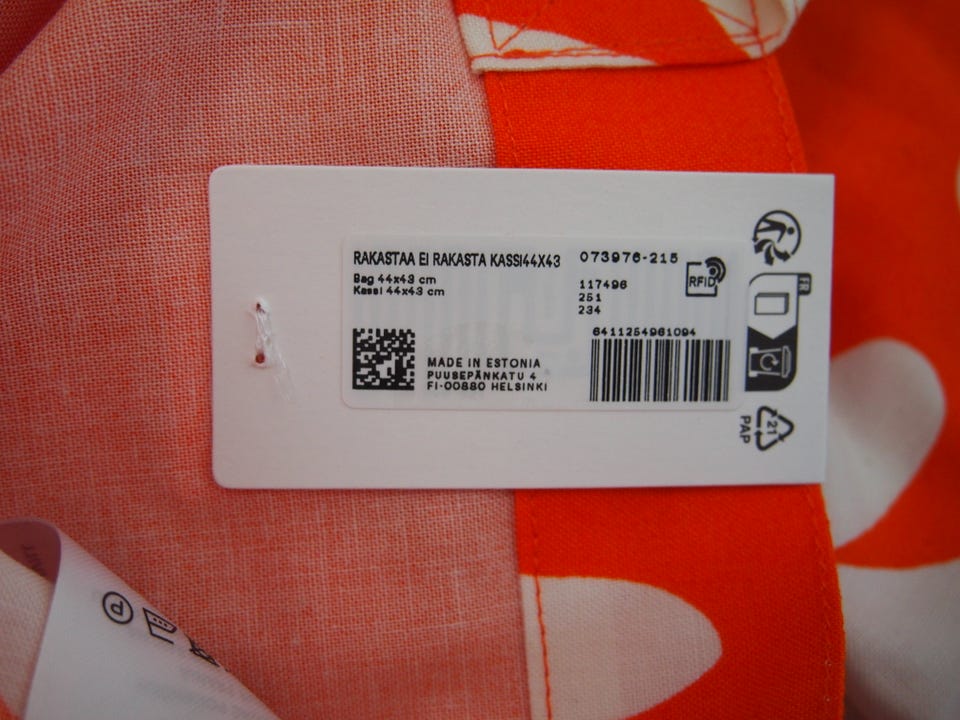 RAKASTAA EI RAKASTA KASSI44X43
Bag 44x43 cm
Kassi 44x43 cm
073976-215
117496
251
234
RFID
6411254961094
MADE IN ESTONIA
PUUSEPÄNKATU 4
FI-00880 HELSINKI
FR
21
PAP
P